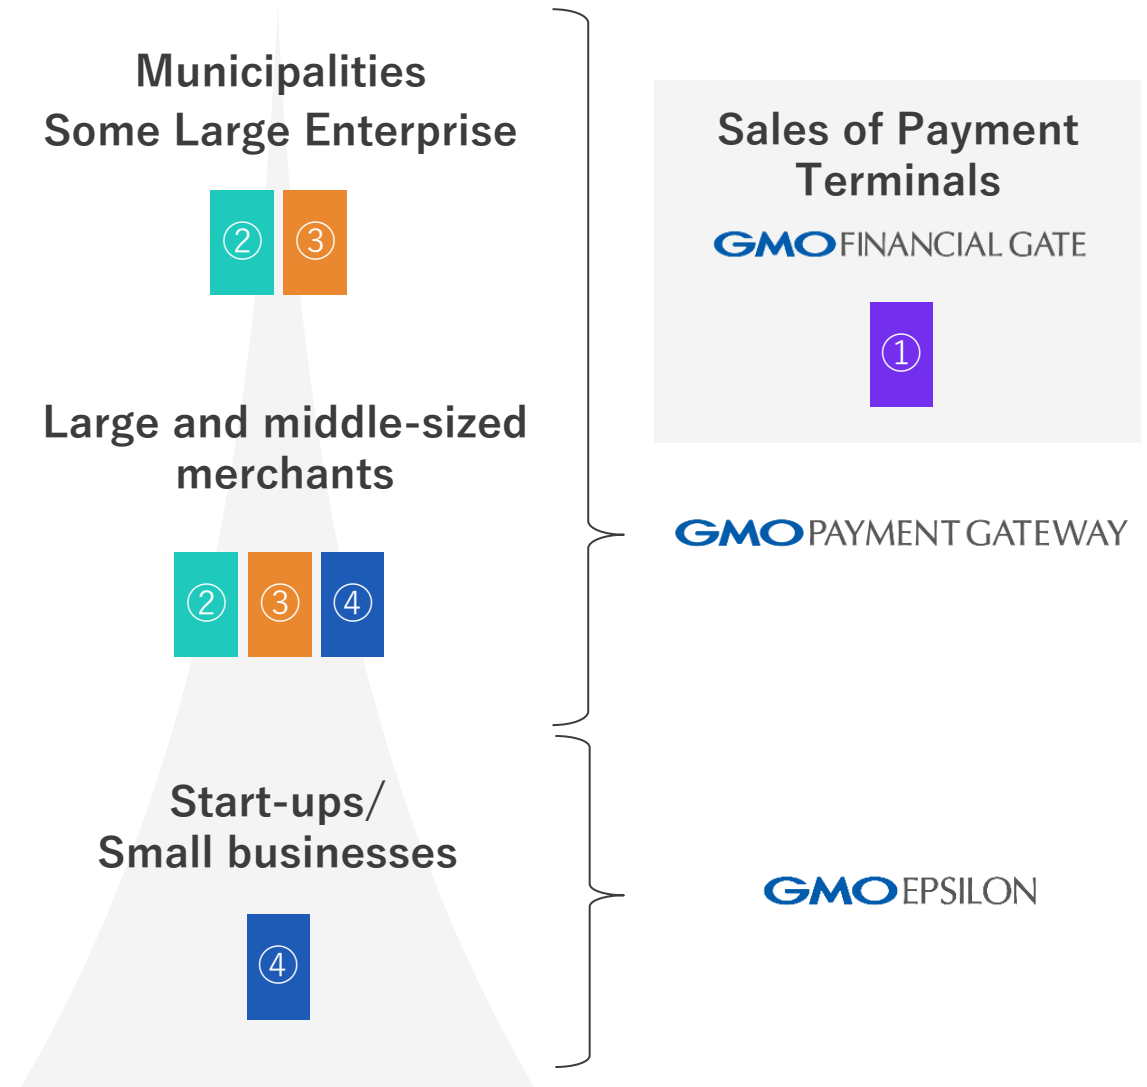 Municipalities
Some Large Enterprise
② ③
Large and middle-sized
merchants
② ③ ④
Start-ups/
Small businesses
④
Sales of Payment
Terminals
GMO FINANCIAL GATE
①
GMO PAYMENT GATEWAY
GMO EPSILON